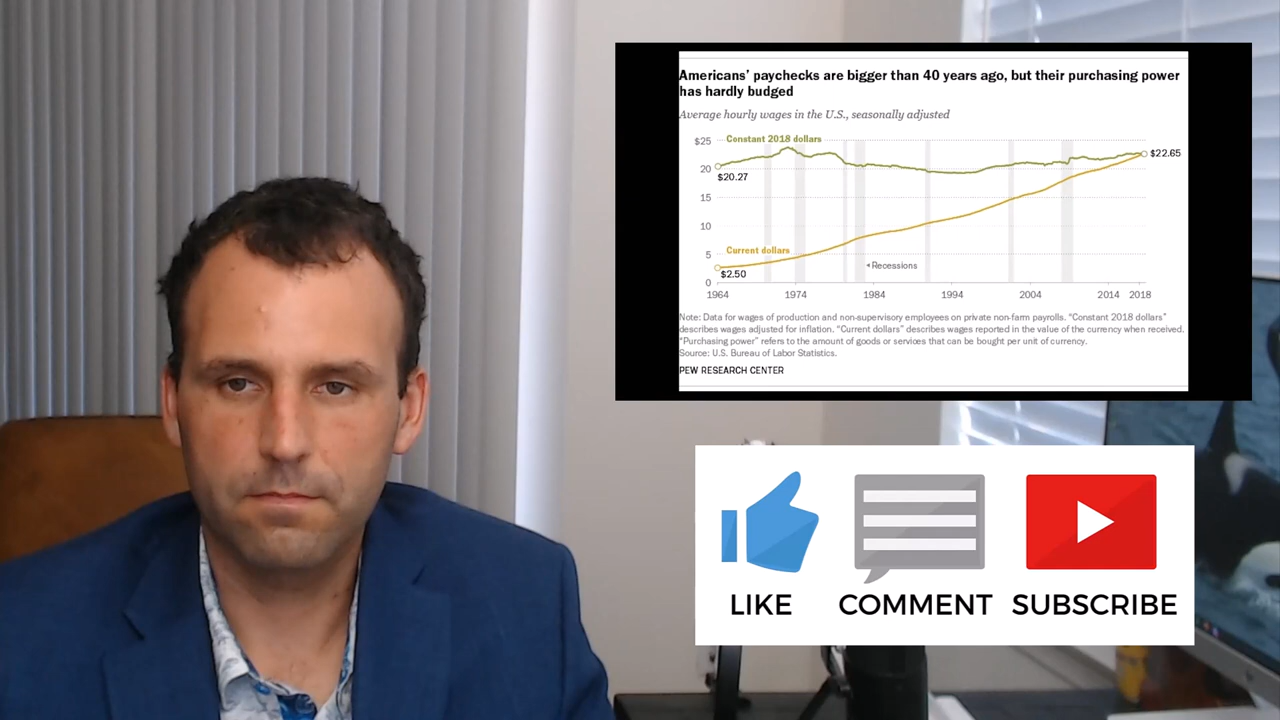 Americans' paychecks are bigger than 40 years ago, but their purchasing power
has hardly budged
Average hourly wages in the U.S., seasonally adjusted
$25
Constant 2018 dollars
20
$22.65
$20.27
15
10
Current dollars
5
Recessions
$2.50
0
1964 1974 1984 1994 2004 2014 2018
Note: Data for wages of production and non-supervisory employees on private non-farm payrolls. “Constant 2018 dollars”
describes wages adjusted for inflation. “Current dollars” describes wages reported in the value of the currency when received.
“Purchasing power” refers to the amount of goods or services that can be bought per unit of currency.
Source: U.S. Bureau of Labor Statistics.
PEW RESEARCH CENTER
LIKE COMMENT SUBSCRIBE